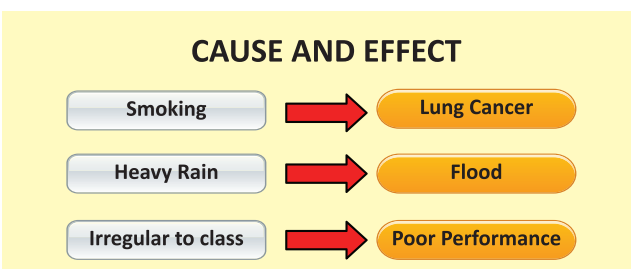 CAUSE AND EFFECT
Smoking Lung Cancer
Heavy Rain Flood
Irregular to class Poor Performance